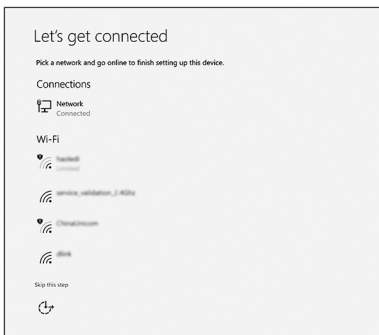 Let's get connected
Pick a network and go online to finish setting up this device.
Connections
Network
Connected
Wi-Fi
Limited
service_validation_2.4Ghz
ChinaUnicom
dlink
Skip this step